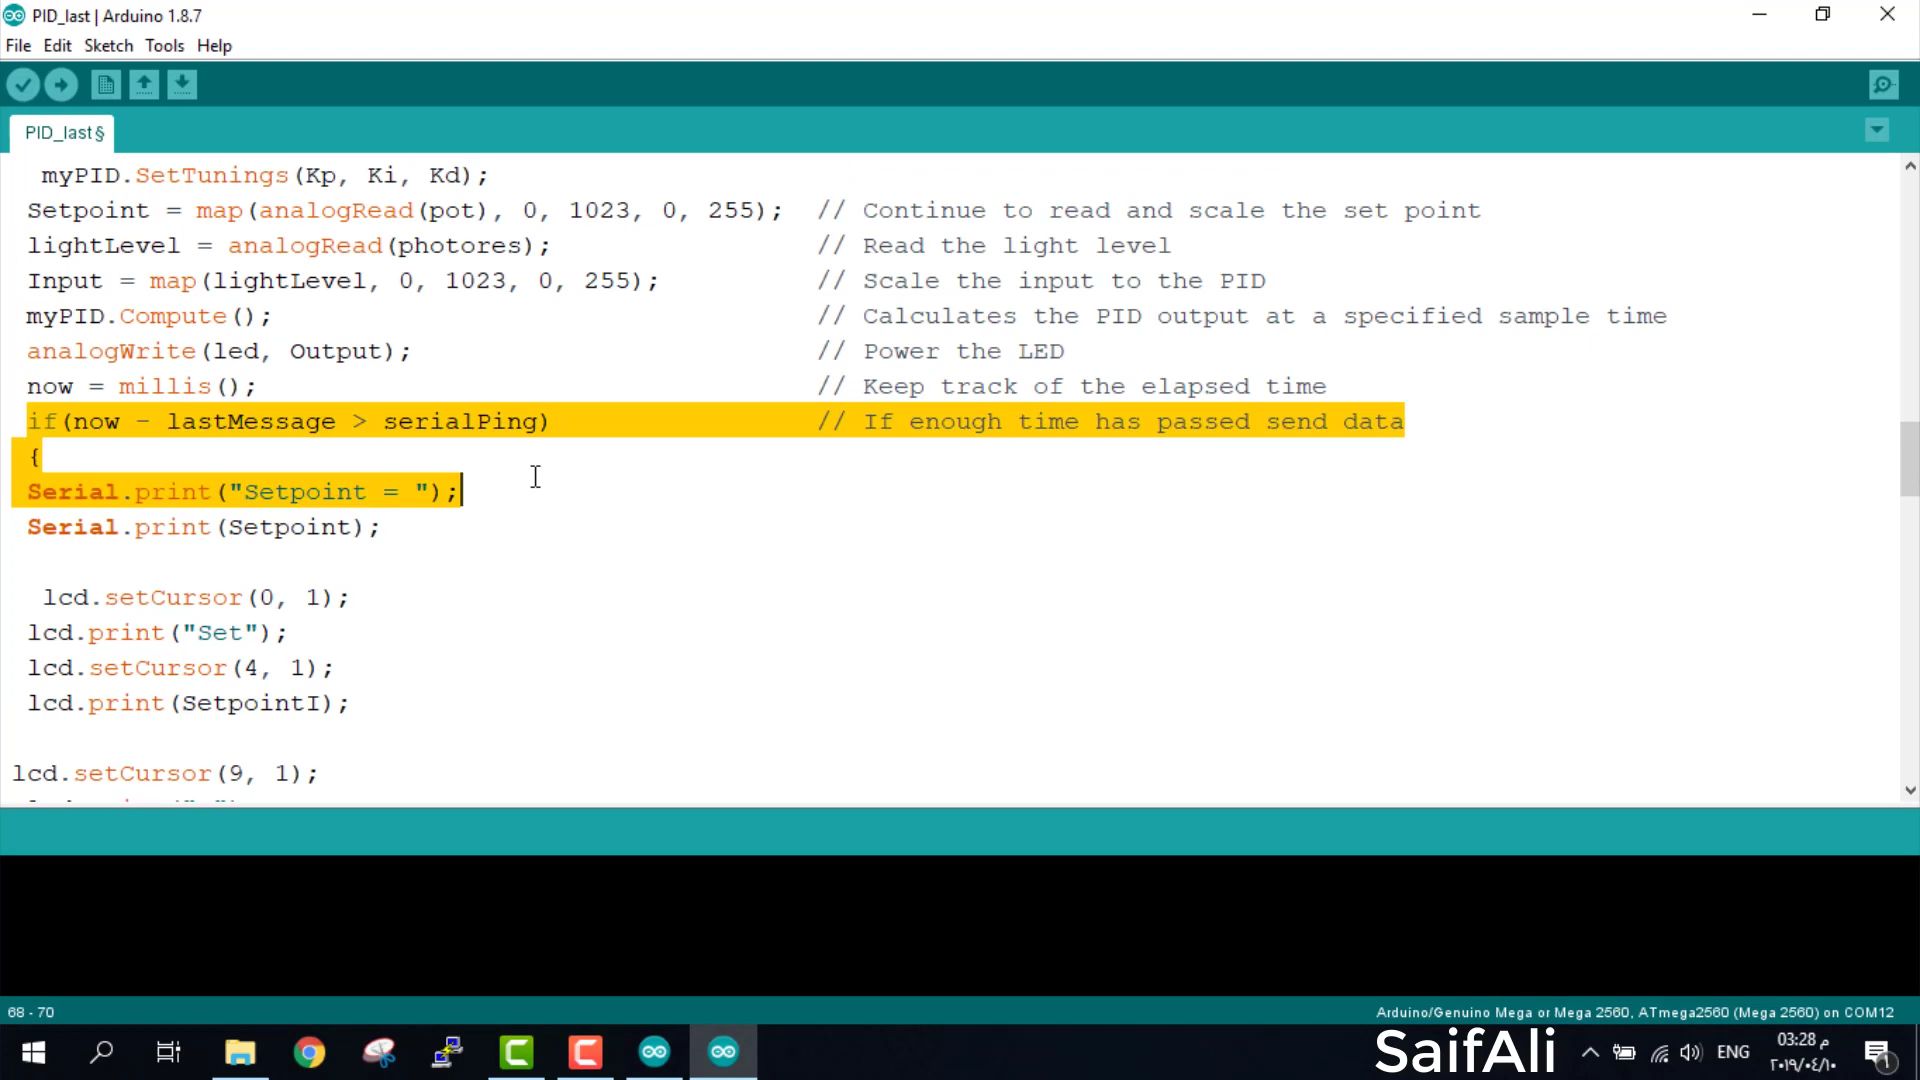 PID_last | Arduino 1.8.7
File Edit Sketch Tools Help
PID_last§
myPID.SetTunings(Kp, Ki, Kd);
Setpoint = map(analogRead(pot), 0, 1023, 0, 255);  // Continue to read and scale the set point
lightLevel = analogRead(photores);  // Read the light level
Input = map(lightLevel, 0, 1023, 0, 255);  // Scale the input to the PID
myPID.Compute();  // Calculates the PID output at a specified sample time
analogWrite(led, Output);  // Power the LED
now = millis();  // Keep track of the elapsed time
if(now - lastMessage > serialPing)  // If enough time has passed send data
{
Serial.print("Setpoint = ");
Serial.print(Setpoint);
lcd.setCursor(0, 1);
lcd.print("Set");
lcd.setCursor(4, 1);
lcd.print(SetpointI);
lcd.setCursor(9, 1);
68 - 70
Arduino/Genuino Mega or Mega 2560, ATmega2560 (Mega 2560) on COM12
SaifAli
ENG
03:28 م
٢٠١٩/٠٤/١٠
١